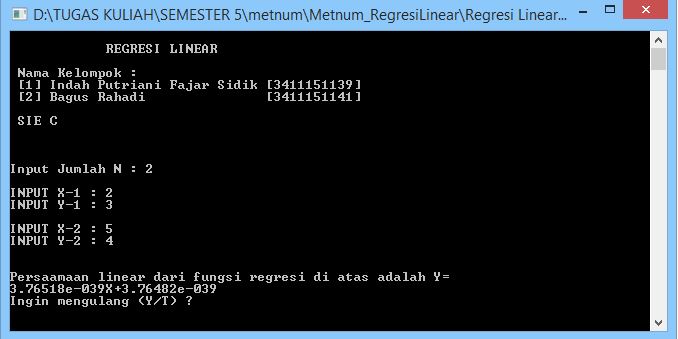 D:\TUGAS KULIAH\SEMESTER 5\metnum\Metnum_RegresiLinear\Regresi Linear...
REGRESI LINEAR
Nama Kelompok :
[1] Indah Putriani Fajar Sidik [3411151139]
[2] Bagus Rahadi [3411151141]
SIE C
Input Jumlah N : 2
INPUT X-1 : 2
INPUT Y-1 : 3
INPUT X-2 : 5
INPUT Y-2 : 4
Persaamaan linear dari fungsi regresi di atas adalah Y=
3.76518e-039X+3.76482e-039
Ingin mengulang (Y/T) ?